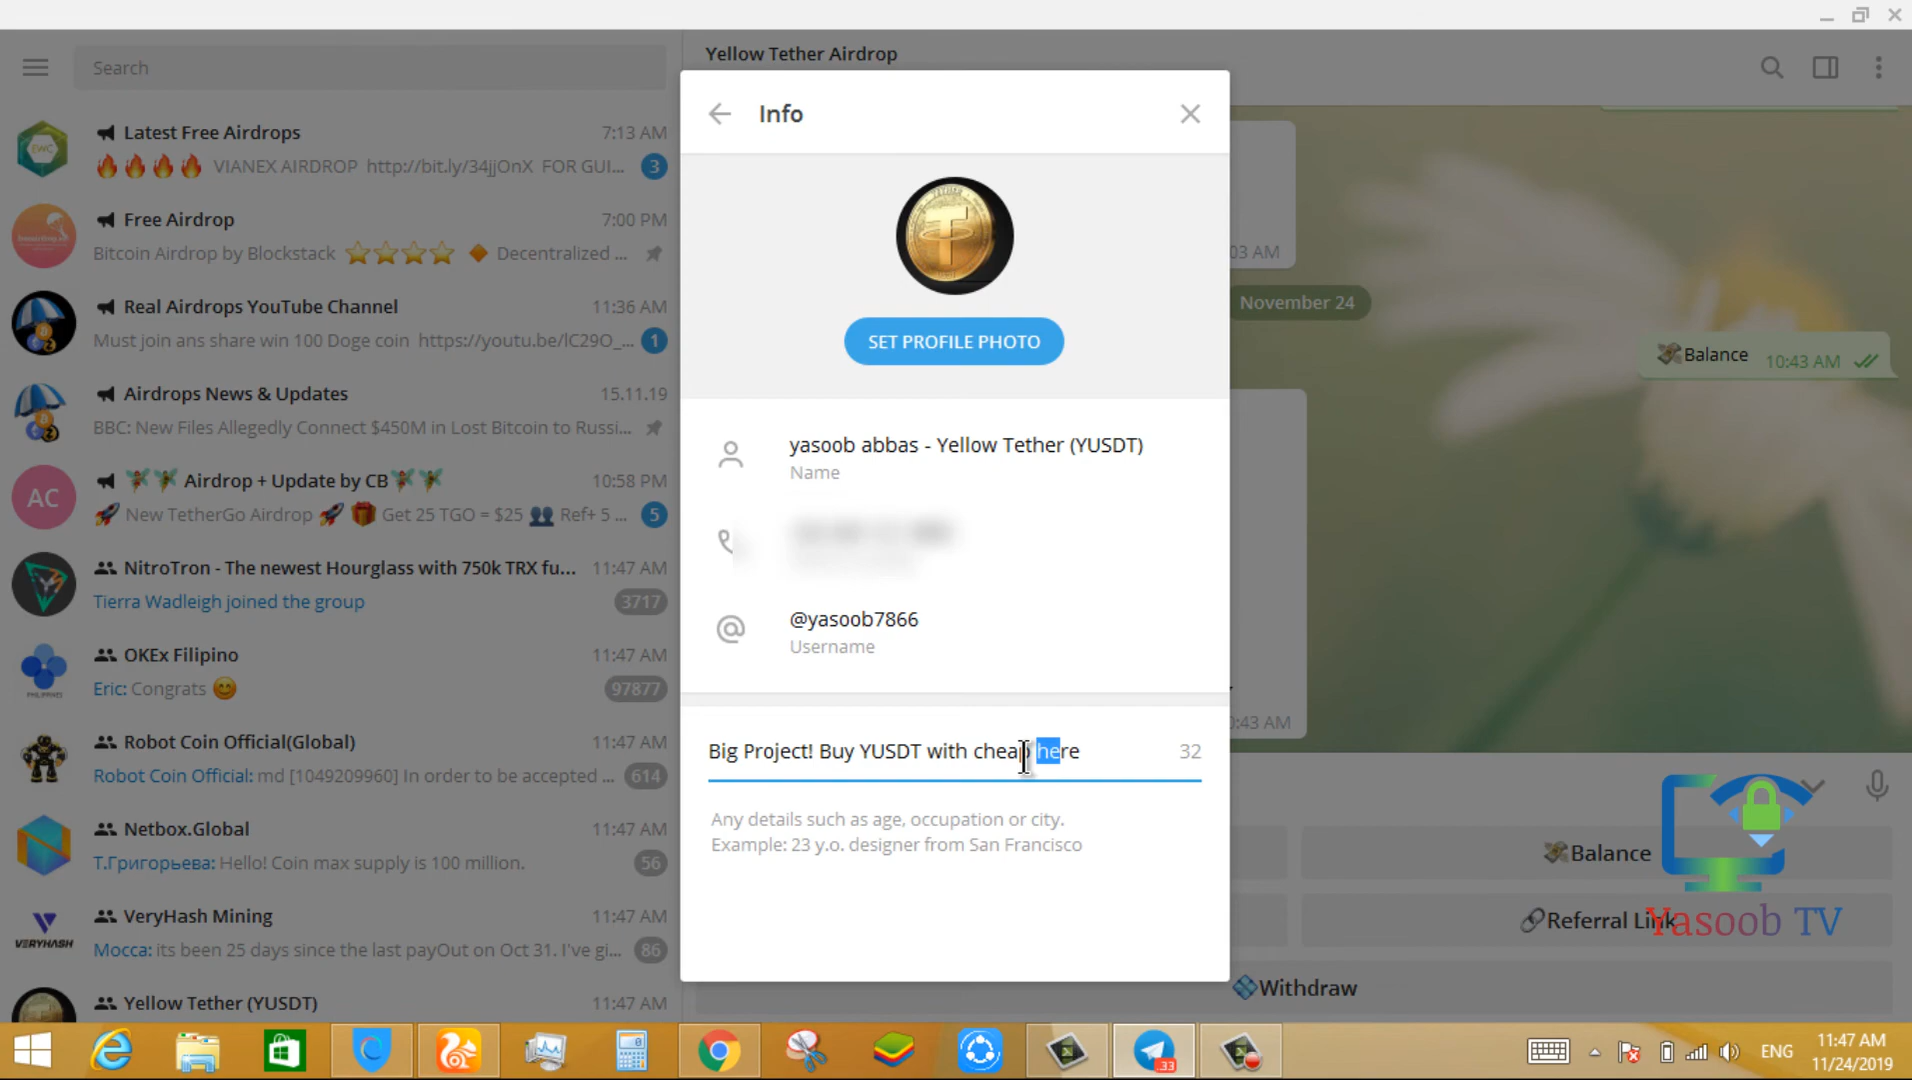 Search
Latest Free Airdrops 7:13 AM
VIANEX AIRDROP http://bit.ly/34jjOnX FOR GUI... 3
Free Airdrop 7:00 PM
Bitcoin Airdrop by Blockstack Decentralized ...
Real Airdrops YouTube Channel 11:36 AM
Must join ans share win 100 Doge coin https://youtu.be/lC29O_... 1
Airdrops News & Updates 15.11.19
BBC: New Files Allegedly Connect $450M in Lost Bitcoin to Russi...
AC
Airdrop + Update by CB 10:58 PM
New TetherGo Airdrop Get 25 TGO = $25 Ref+ 5 ... 5
NitroTron - The newest Hourglass with 750k TRX fu... 11:47 AM
Tierra Wadleigh joined the group 3717
OKEx Filipino 11:47 AM
Eric: Congrats 97877
Robot Coin Official(Global) 11:47 AM
Robot Coin Official: md [1049209960] In order to be accepted ... 614
Netbox.Global 11:47 AM
Т.Григорьева: Hello! Coin max supply is 100 million. 56
VeryHash Mining 11:47 AM
VERYHASH
Mocca: its been 25 days since the last payOut on Oct 31. I've gi... 86
Yellow Tether (YUSDT) 11:47 AM
Yellow Tether Airdrop
Info
SET PROFILE PHOTO
yasoob abbas - Yellow Tether (YUSDT)
Name
@yasoob7866
Username
Big Project! Buy YUSDT with cheap here 32
Any details such as age, occupation or city.
Example: 23 y.o. designer from San Francisco
03 AM
November 24
Balance 10:43 AM
:43 AM
Balance
Referral Link
Yasoob TV
Withdraw
33
ENG
11:47 AM
11/24/2019